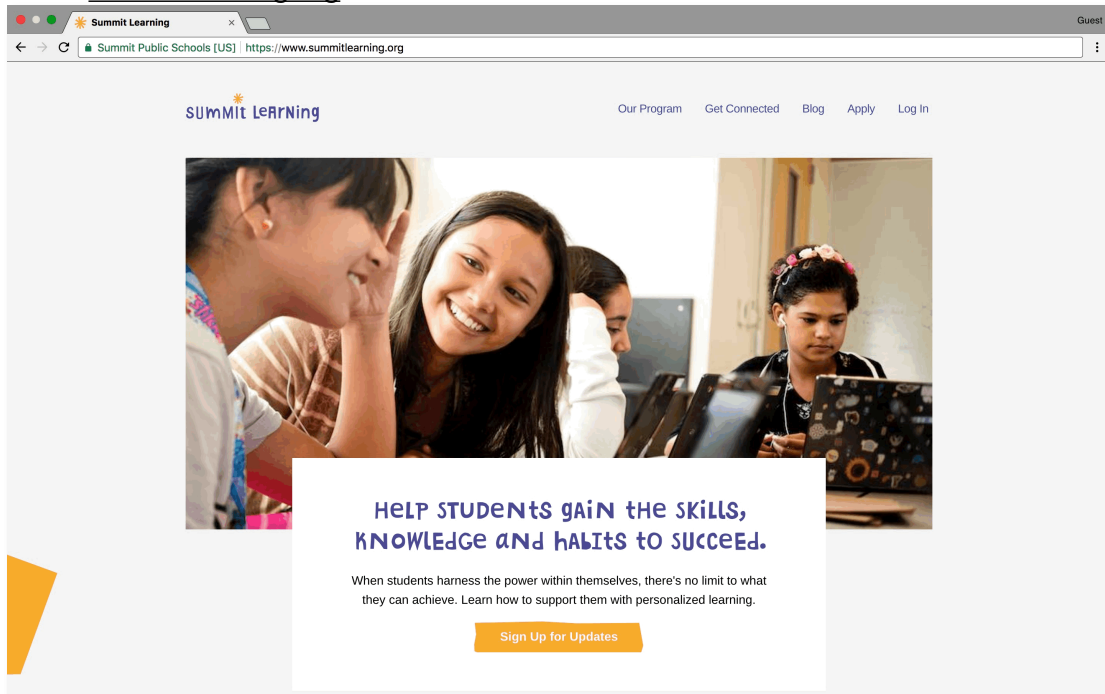 Summit Learning
Guest
Summit Public Schools [US] | https://www.summitlearning.org
SUMMIT LEARNING
Our Program Get Connected Blog Apply Log In
HELP STUDENTS GAIN THE SKILLS,
KNOWLEDGE AND HABITS TO SUCCEED.
When students harness the power within themselves, there's no limit to what
they can achieve. Learn how to support them with personalized learning.
Sign Up for Updates